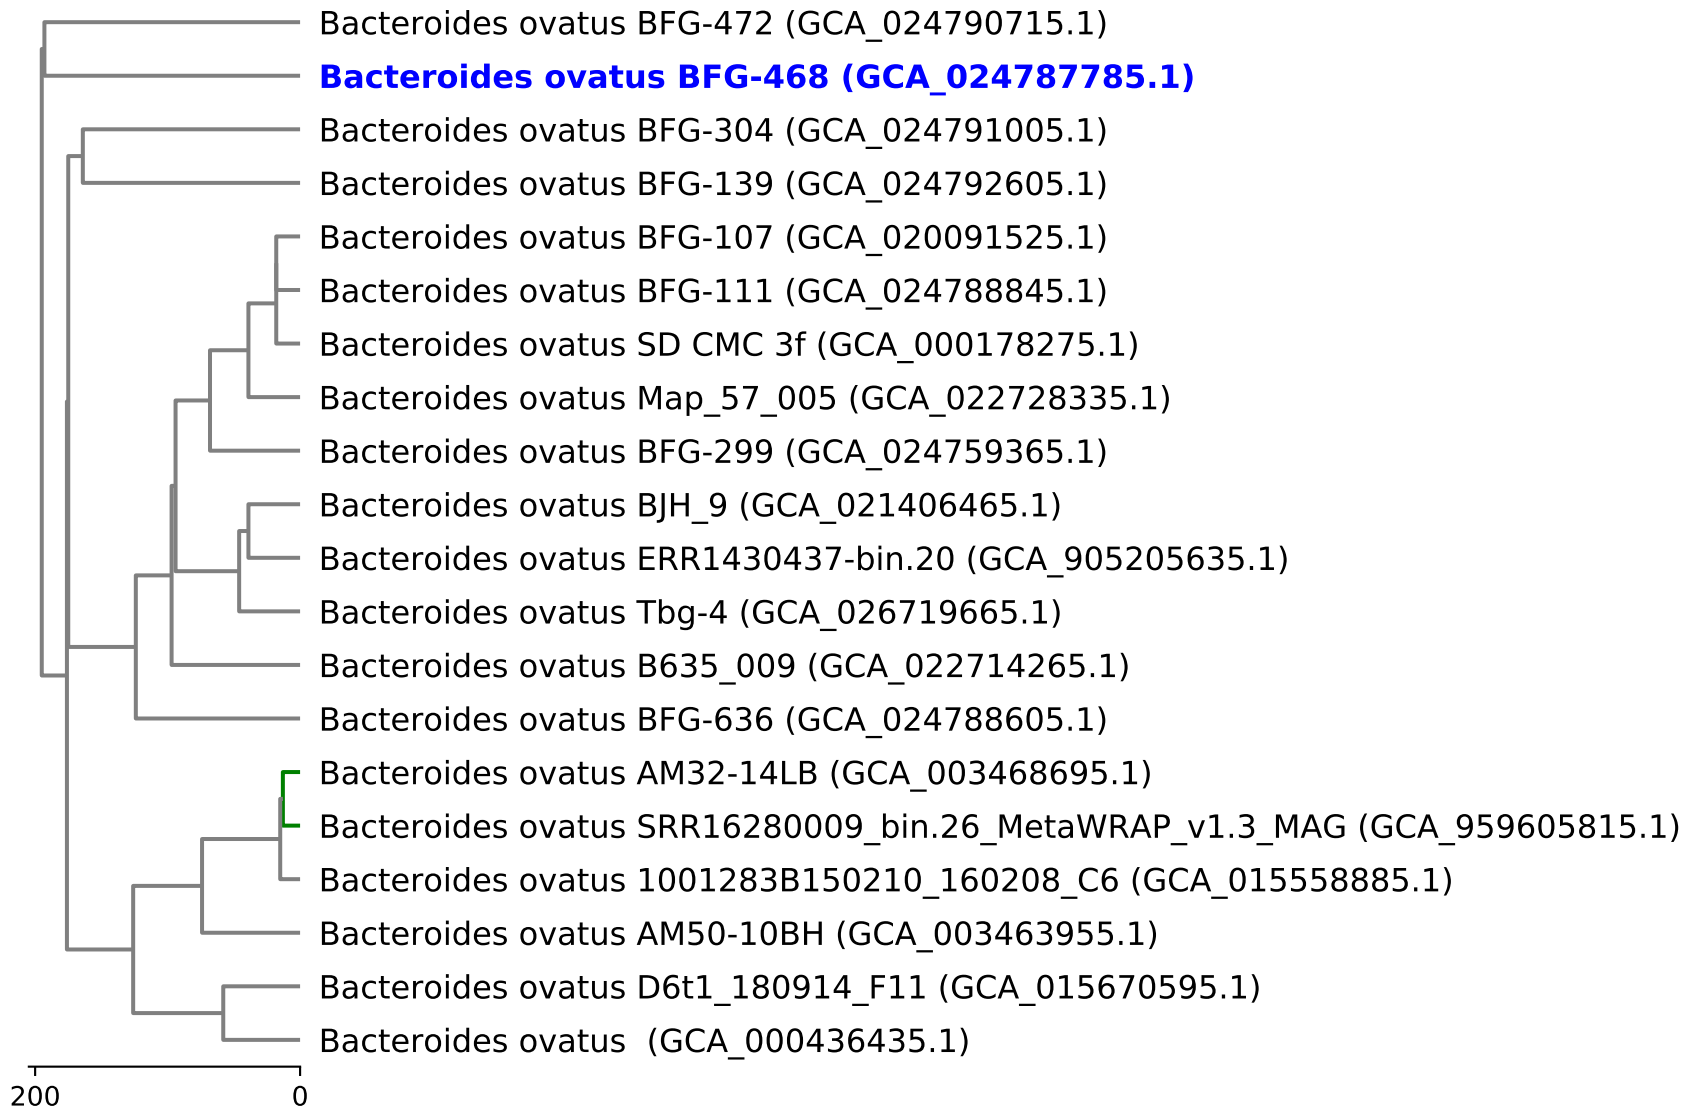 Bacteroides ovatus BFG-472 (GCA_024790715.1)
Bacteroides ovatus BFG-468 (GCA_024787785.1)
Bacteroides ovatus BFG-304 (GCA_024791005.1)
Bacteroides ovatus BFG-139 (GCA_024792605.1)
Bacteroides ovatus BFG-107 (GCA_020091525.1)
Bacteroides ovatus BFG-111 (GCA_024788845.1)
Bacteroides ovatus SD CMC 3f (GCA_000178275.1)
Bacteroides ovatus Map_57_005 (GCA_022728335.1)
Bacteroides ovatus BFG-299 (GCA_024759365.1)
Bacteroides ovatus BJH_9 (GCA_021406465.1)
Bacteroides ovatus ERR1430437-bin.20 (GCA_905205635.1)
Bacteroides ovatus Tbg-4 (GCA_026719665.1)
Bacteroides ovatus B635_009 (GCA_022714265.1)
Bacteroides ovatus BFG-636 (GCA_024788605.1)
Bacteroides ovatus AM32-14LB (GCA_003468695.1)
Bacteroides ovatus SRR16280009_bin.26_MetaWRAP_v1.3_MAG (GCA_959605815.1)
Bacteroides ovatus 1001283B150210_160208_C6 (GCA_015558885.1)
Bacteroides ovatus AM50-10BH (GCA_003463955.1)
Bacteroides ovatus D6t1_180914_F11 (GCA_015670595.1)
Bacteroides ovatus  (GCA_000436435.1)
200 0